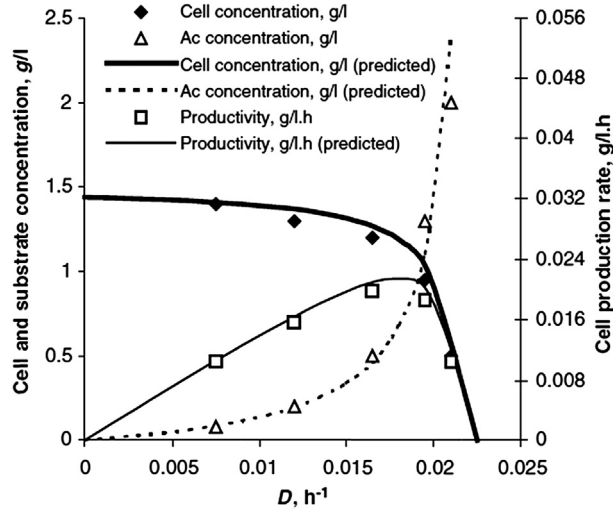 Cell concentration, g/l
Ac concentration, g/l
Cell concentration, g/l (predicted)
Ac concentration, g/l (predicted)
Productivity, g/l.h
Productivity, g/l.h (predicted)
Cell and substrate concentration, g/l
2.5
2
1.5
1
0.5
0
0.056
0.048
0.04
0.032
0.024
0.016
0.008
0
Cell production rate, g/l.h
0 0.005 0.01 0.015 0.02 0.025
D, h-1